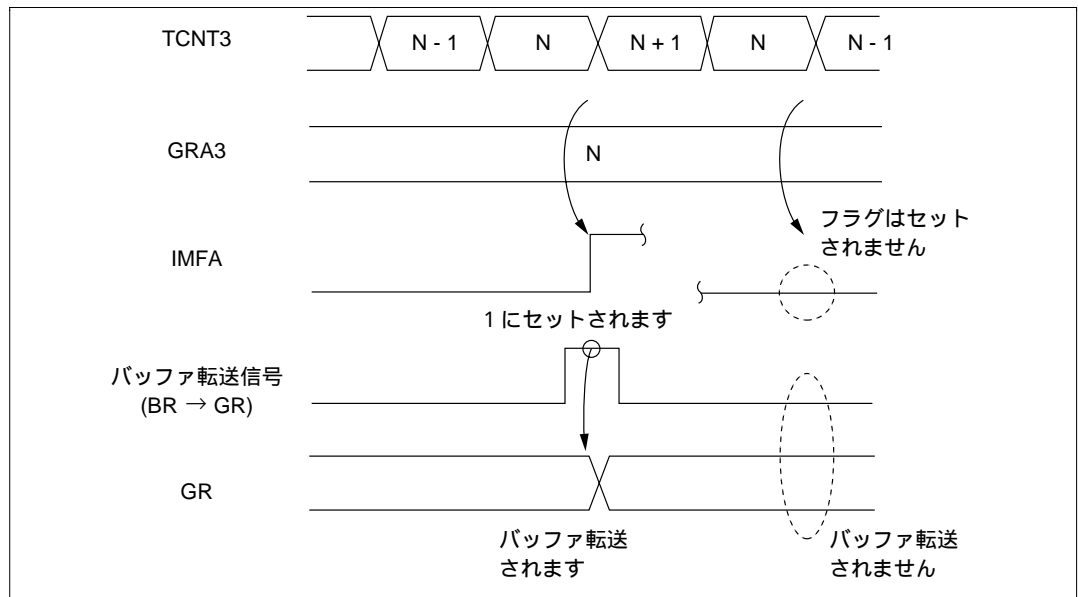 TCNT3
N - 1
N
N + 1
N
N - 1
GRA3
N
フラグはセット
されません
IMFA
1 にセットされます
バッファ転送信号
(BR → GR)
GR
バッファ転送
されます
バッファ転送
されません